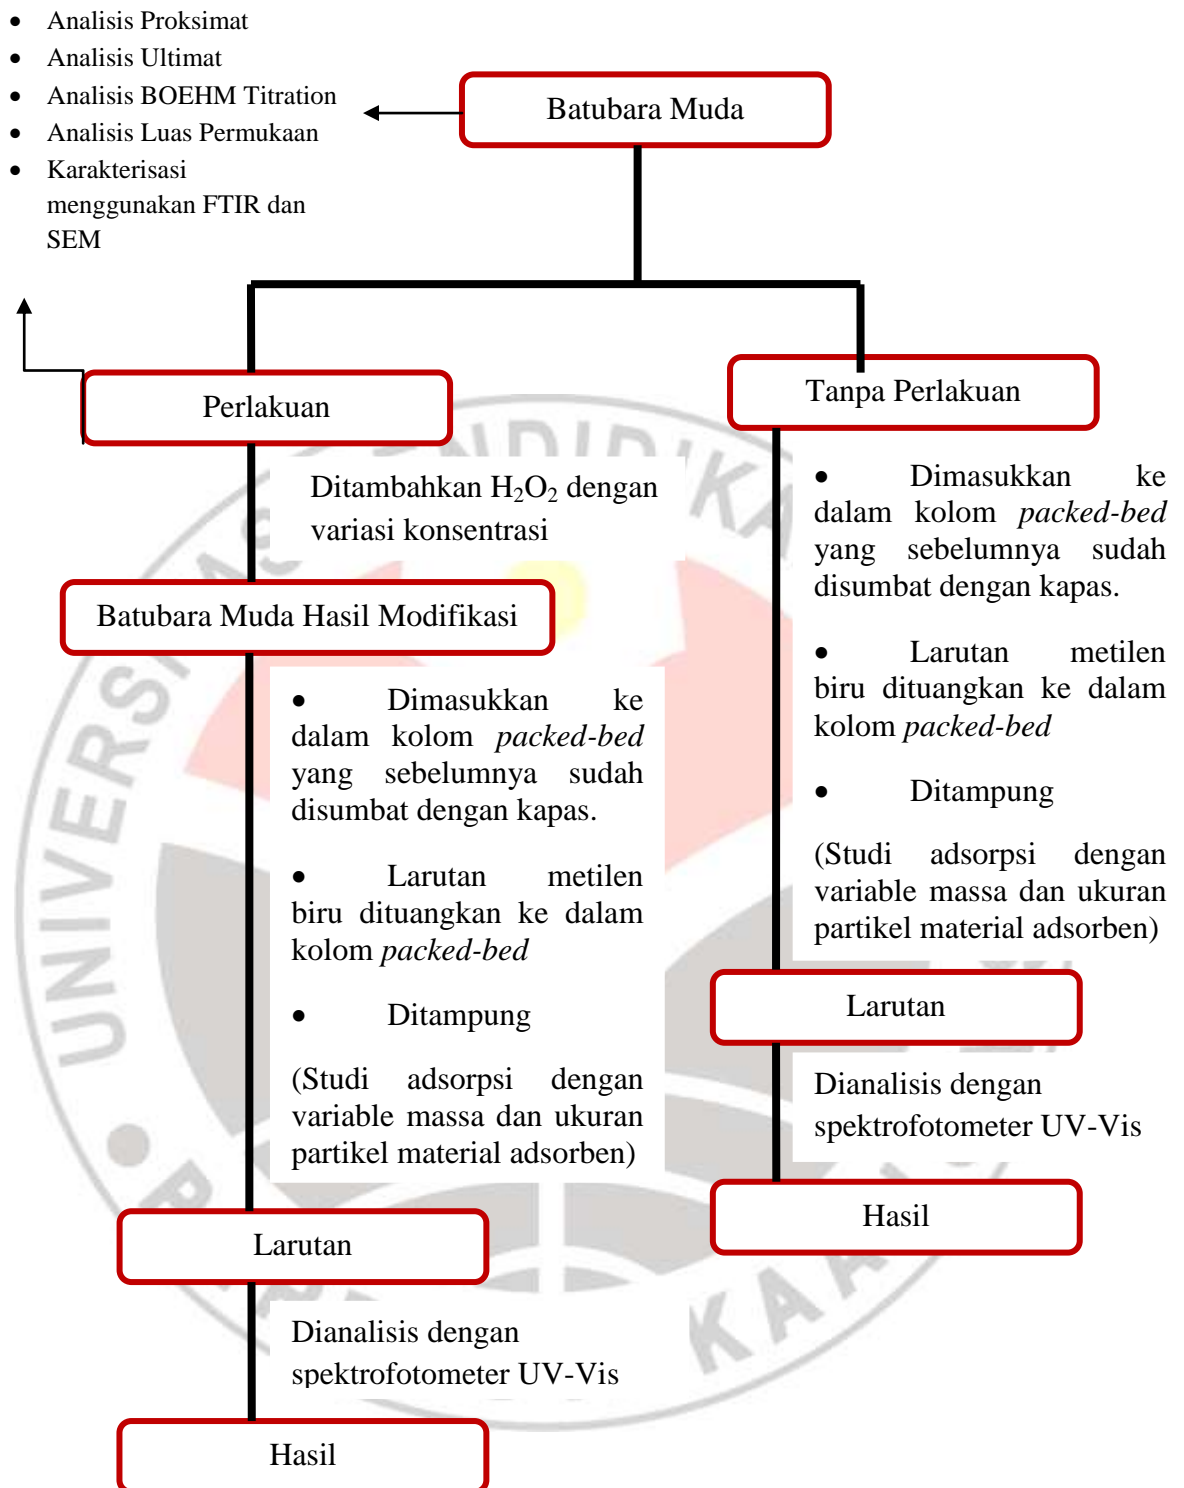 • Analisis Proksimat
• Analisis Ultimat
• Analisis BOEHM Titration
• Analisis Luas Permukaan
• Karakterisasi
menggunakan FTIR dan
SEM
Batubara Muda
Perlakuan
Ditambahkan H₂O₂ dengan
variasi konsentrasi
Batubara Muda Hasil Modifikasi
• Dimasukkan ke
dalam kolom packed-bed
yang sebelumnya sudah
disumbat dengan kapas.
• Larutan metilen
biru dituangkan ke dalam
kolom packed-bed
• Ditampung
(Studi adsorpsi dengan
variable massa dan ukuran
partikel material adsorben)
Larutan
Dianalisis dengan
spektrofotometer UV-Vis
Hasil
Tanpa Perlakuan
• Dimasukkan ke
dalam kolom packed-bed
yang sebelumnya sudah
disumbat dengan kapas.
• Larutan metilen
biru dituangkan ke dalam
kolom packed-bed
• Ditampung
(Studi adsorpsi dengan
variable massa dan ukuran
partikel material adsorben)
Larutan
Dianalisis dengan
spektrofotometer UV-Vis
Hasil